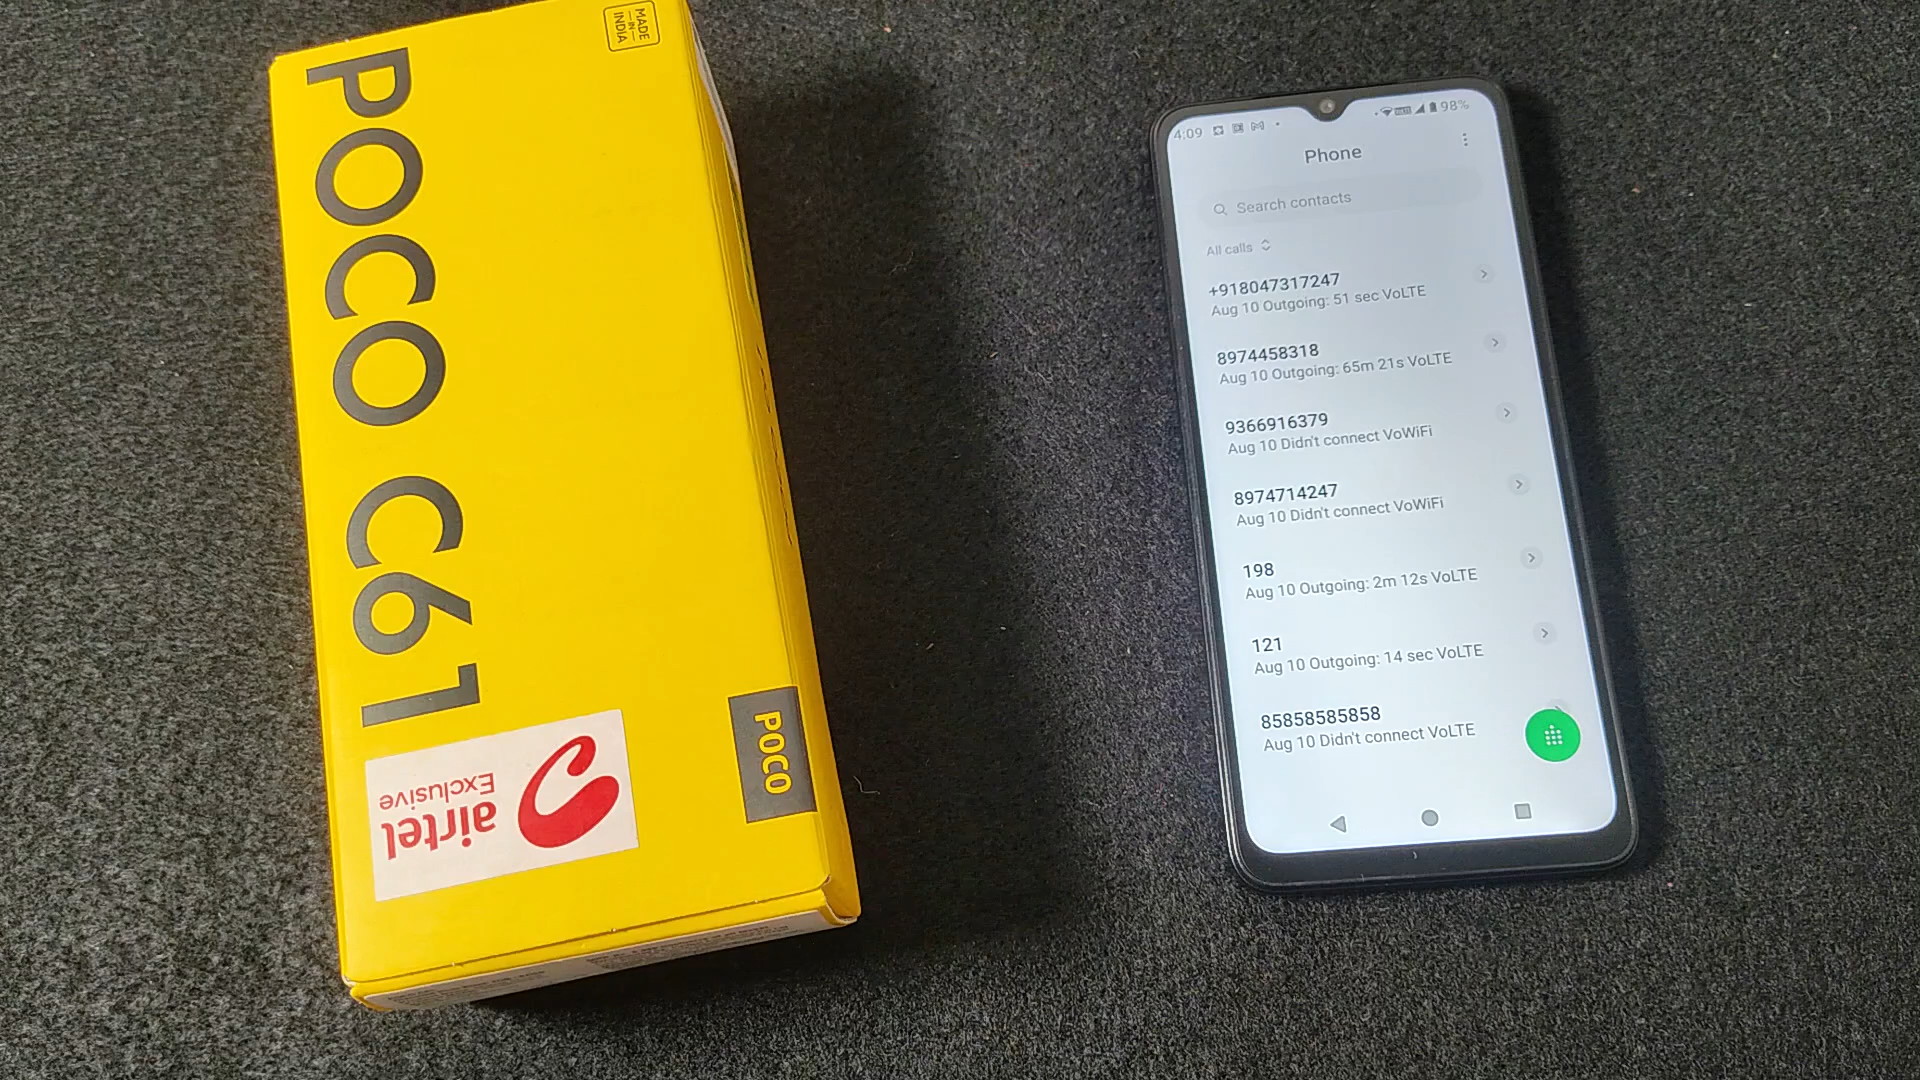 MADE
IN
INDIA
POCO C61
airtel
Exclusive
POCO
4:09
98%
Phone
Search contacts
All calls
+918047317247
Aug 10 Outgoing: 51 sec VoLTE
8974458318
Aug 10 Outgoing: 65m 21s VoLTE
9366916379
Aug 10 Didn't connect VoWiFi
8974714247
Aug 10 Didn't connect VoWiFi
198
Aug 10 Outgoing: 2m 12s VoLTE
121
Aug 10 Outgoing: 14 sec VoLTE
85858585858
Aug 10 Didn't connect VoLTE